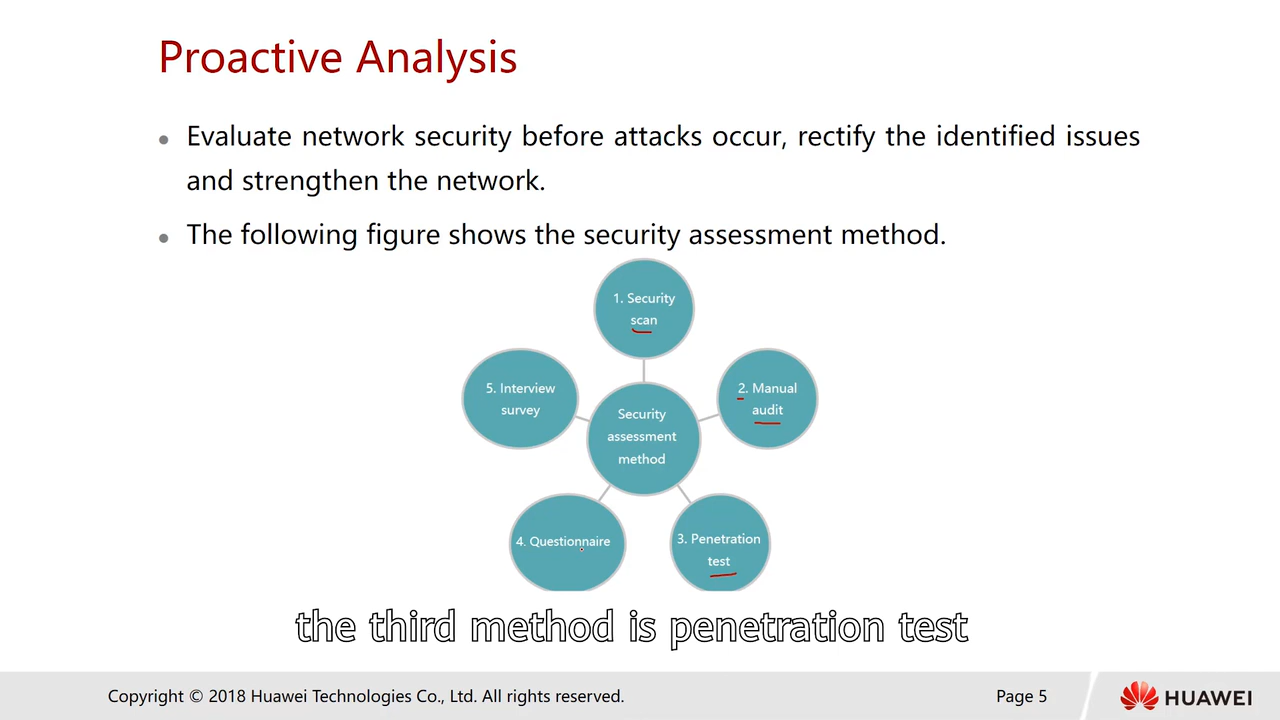 Proactive Analysis
Evaluate network security before attacks occur, rectify the identified issues
and strengthen the network.
The following figure shows the security assessment method.
1. Security
scan
2. Manual
audit
3. Penetration
test
4. Questionnaire
5. Interview
survey
Security
assessment
method
the third method is penetration test
Copyright © 2018 Huawei Technologies Co., Ltd. All rights reserved.
Page 5
HUAWEI